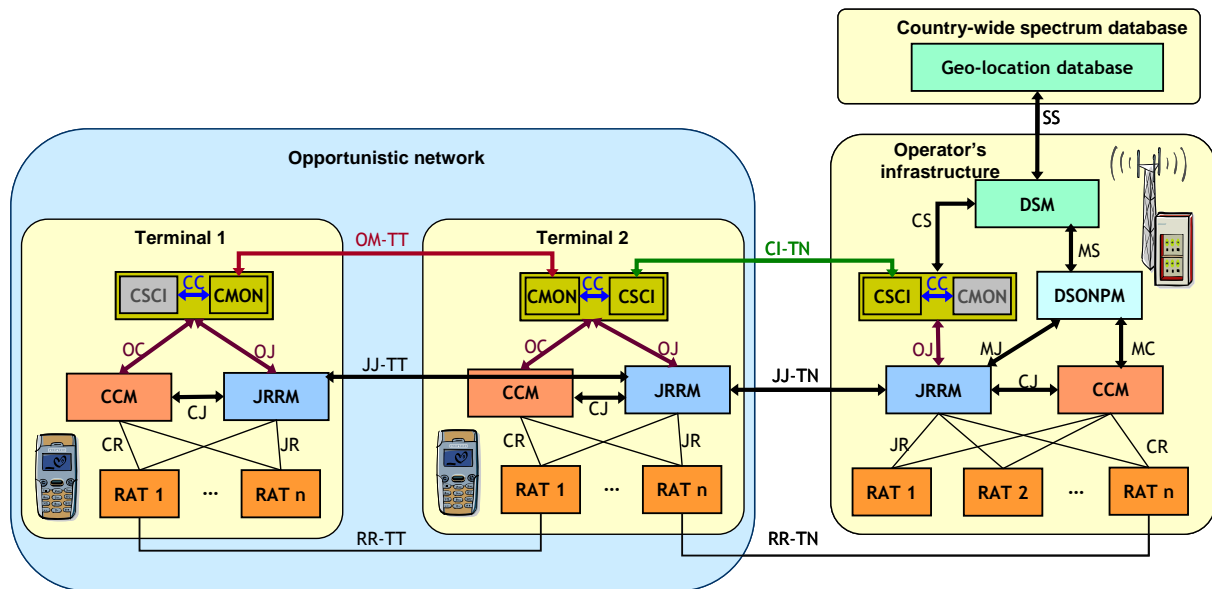 Country-wide spectrum database
Geo-location database
SS
Opportunistic network
Operator's
infrastructure
DSM
CS
MS
Terminal 1
OM-TT
Terminal 2
CI-TN
CSCI
CC
CMON
CMON
CC
CSCI
CSCI
CC
CMON
DSONPM
OC
OJ
OC
OJ
OJ
MJ
MC
JJ-TT
JJ-TN
CCM
CJ
JRRM
CCM
CJ
JRRM
JRRM
CJ
CCM
CR
JR
CR
JR
JR
CR
RAT 1
...
RAT n
RAT 1
...
RAT n
RAT 1
RAT 2
...
RAT n
RR-TT
RR-TN